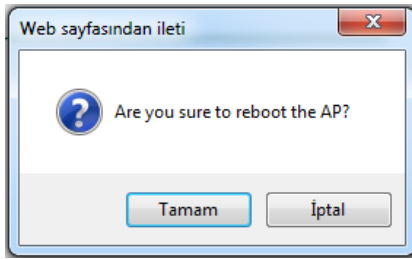 Web sayfasından ileti
Are you sure to reboot the AP?
Tamam
İptal